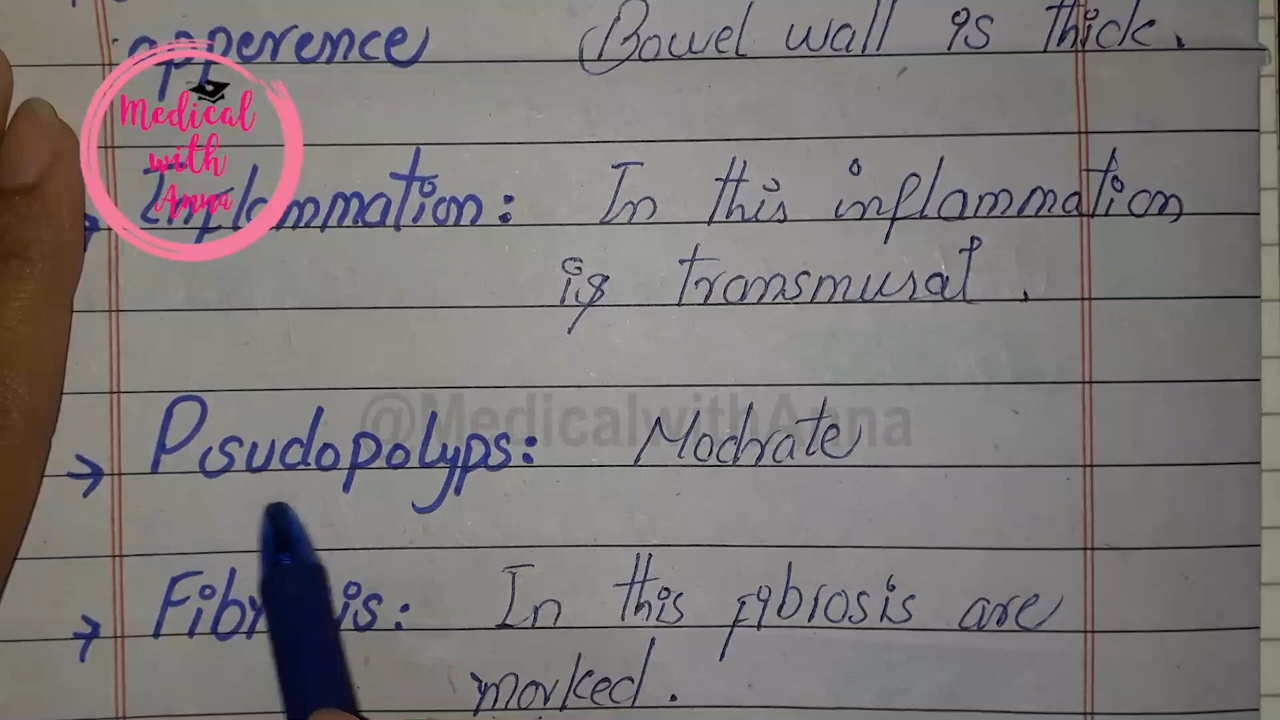 apperence Bowel wall is thick.
Medical
with
Anna
Inflammation: In this inflammation
is transmural.
@MedicalwithAnna
→ Psudopolyps: Modrate
→ Fibrosis: In this fibrosis are
marked.